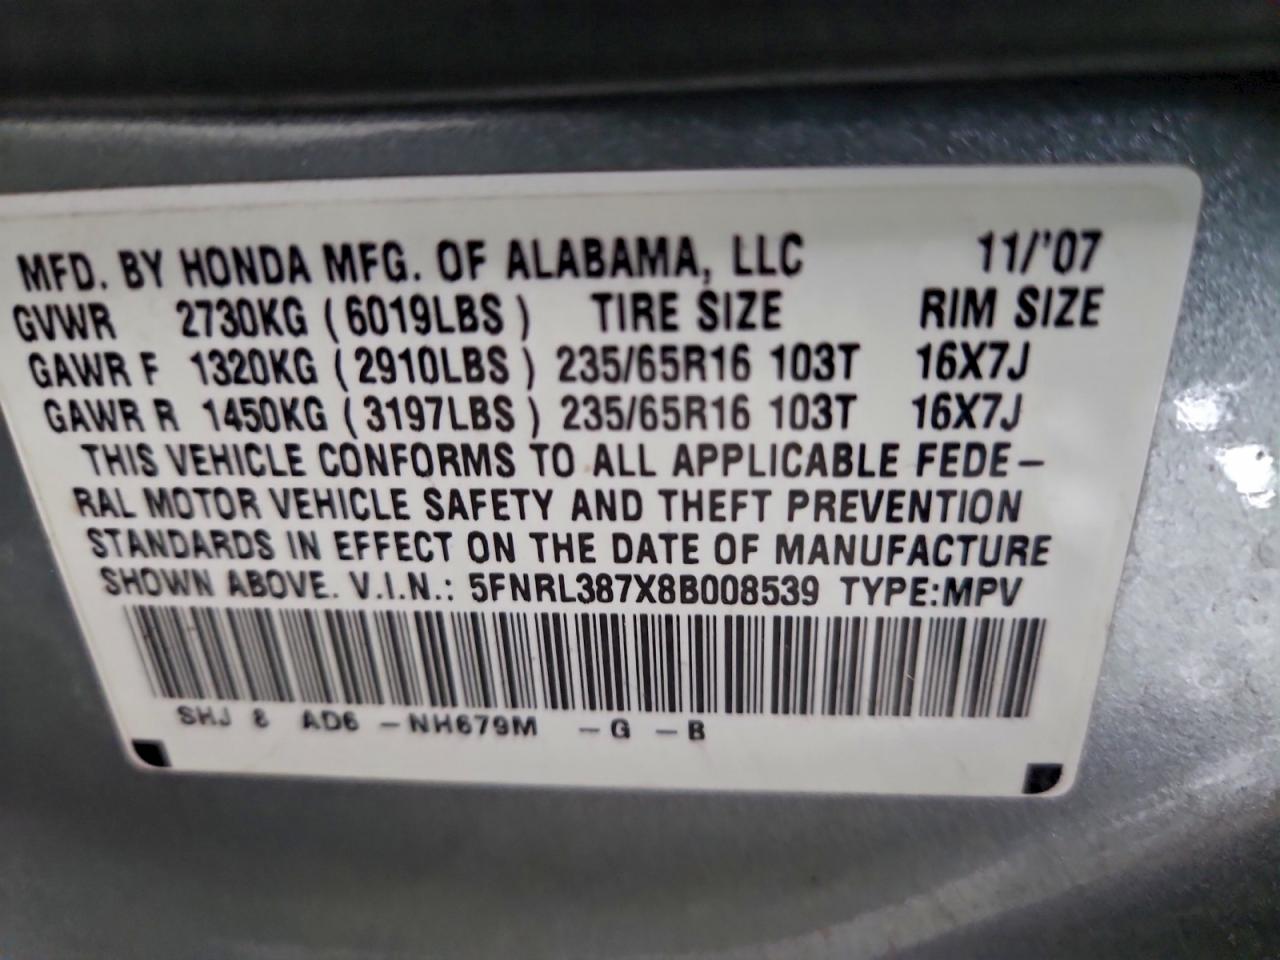 MFD. BY HONDA MFG. OF ALABAMA, LLC 11/'07
GVWR 2730KG (6019LBS) TIRE SIZE RIM SIZE
GAWR F 1320KG (2910LBS) 235/65R16 103T 16X7J
GAWR R 1450KG (3197LBS) 235/65R16 103T 16X7J
THIS VEHICLE CONFORMS TO ALL APPLICABLE FEDE-
RAL MOTOR VEHICLE SAFETY AND THEFT PREVENTION
STANDARDS IN EFFECT ON THE DATE OF MANUFACTURE
SHOWN ABOVE. V.I.N.: 5FNRL387X8B008539 TYPE:MPV
SHJ 8 AD6 -NH679M -G -B